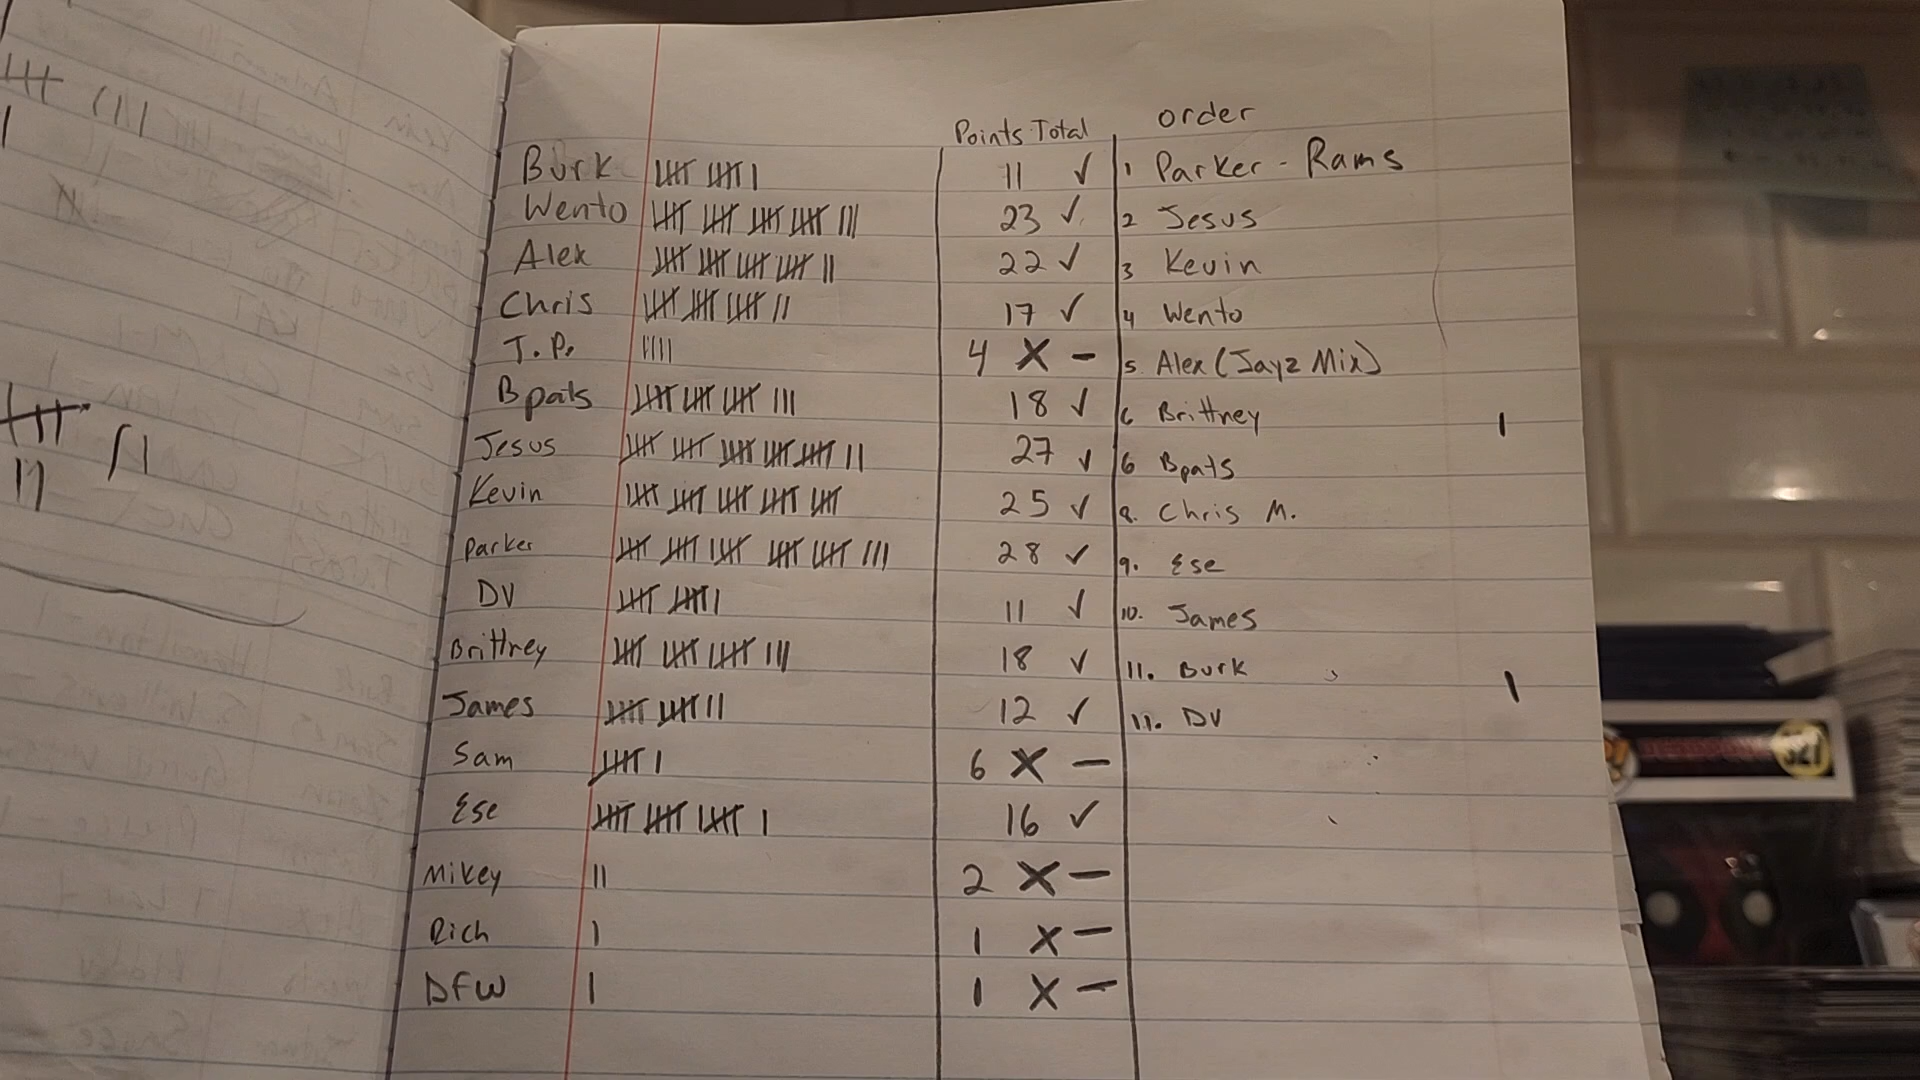 Points Total order
Burk 𝍸 𝍸 | 11 ✓ 1 Parker - Rams
Wento 𝍸 𝍸 𝍸 𝍸 ||| 23 ✓ 2 Jesus
Alex 𝍸 𝍸 𝍸 𝍸 || 22 ✓ 3 Kevin
Chris 𝍸 𝍸 𝍸 || 17 ✓ 4 Wento
T.P. |||| 4 X – 5. Alex (Jayz Mix)
Bpats 𝍸 𝍸 𝍸 ||| 18 ✓ 6 Brittney |
Jesus 𝍸 𝍸 𝍸 𝍸 𝍸 || 27 ✓ 6 Bpats
Kevin 𝍸 𝍸 𝍸 𝍸 𝍸 25 ✓ 8. Chris M.
Parker 𝍸 𝍸 𝍸 𝍸 𝍸 ||| 28 ✓ 9. Ese
DV 𝍸 𝍸 | 11 ✓ 10. James
Brittney 𝍸 𝍸 𝍸 ||| 18 ✓ 11. Burk |
James 𝍸 𝍸 || 12 ✓ 11. DV
Sam 𝍸 | 6 X –
Ese 𝍸 𝍸 𝍸 | 16 ✓
Mikey || 2 X –
Rich | 1 X –
DFW | 1 X –
327